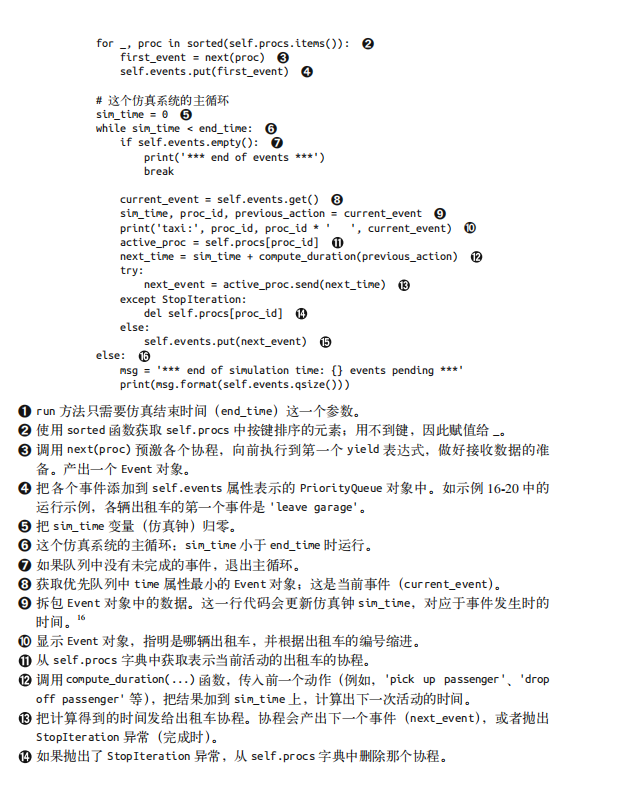 for _, proc in sorted(self.procs.items()): ❷
first_event = next(proc) ❸
self.events.put(first_event) ❹
# 这个仿真系统的主循环
sim_time = 0 ❺
while sim_time < end_time: ❻
if self.events.empty(): ❼
print('*** end of events ***')
break
current_event = self.events.get() ❽
sim_time, proc_id, previous_action = current_event ❾
print('taxi:', proc_id, proc_id * '   ', current_event) ❿
active_proc = self.procs[proc_id] ⓫
next_time = sim_time + compute_duration(previous_action) ⓬
try:
next_event = active_proc.send(next_time) ⓭
except StopIteration:
del self.procs[proc_id] ⓮
else:
self.events.put(next_event) ⓯
else: ⓰
msg = '*** end of simulation time: {} events pending ***'
print(msg.format(self.events.qsize()))
❶ run 方法只需要仿真结束时间（end_time）这一个参数。
❷ 使用 sorted 函数获取 self.procs 中按键排序的元素；用不到键，因此赋值给 _。
❸ 调用 next(proc) 预激各个协程，向前执行到第一个 yield 表达式，做好接收数据的准
备。产出一个 Event 对象。
❹ 把各个事件添加到 self.events 属性表示的 PriorityQueue 对象中。如示例 16-20 中的
运行示例，各辆出租车的第一个事件是 'leave garage'。
❺ 把 sim_time 变量（仿真钟）归零。
❻ 这个仿真系统的主循环：sim_time 小于 end_time 时运行。
❼ 如果队列中没有未完成的事件，退出主循环。
❽ 获取优先队列中 time 属性最小的 Event 对象；这是当前事件（current_event）。
❾ 拆包 Event 对象中的数据。这一行代码会更新仿真钟 sim_time，对应于事件发生时的
时间。16
❿ 显示 Event 对象，指明是哪辆出租车，并根据出租车的编号缩进。
⓫ 从 self.procs 字典中获取表示当前活动的出租车的协程。
⓬ 调用 compute_duration(...) 函数，传入前一个动作（例如，'pick up passenger'、'drop
off passenger' 等），把结果加到 sim_time 上，计算出下一次活动的时间。
⓭ 把计算得到的时间发给出租车协程。协程会产出下一个事件（next_event），或者抛出
StopIteration 异常（完成时）。
⓮ 如果抛出了 StopIteration 异常，从 self.procs 字典中删除那个协程。